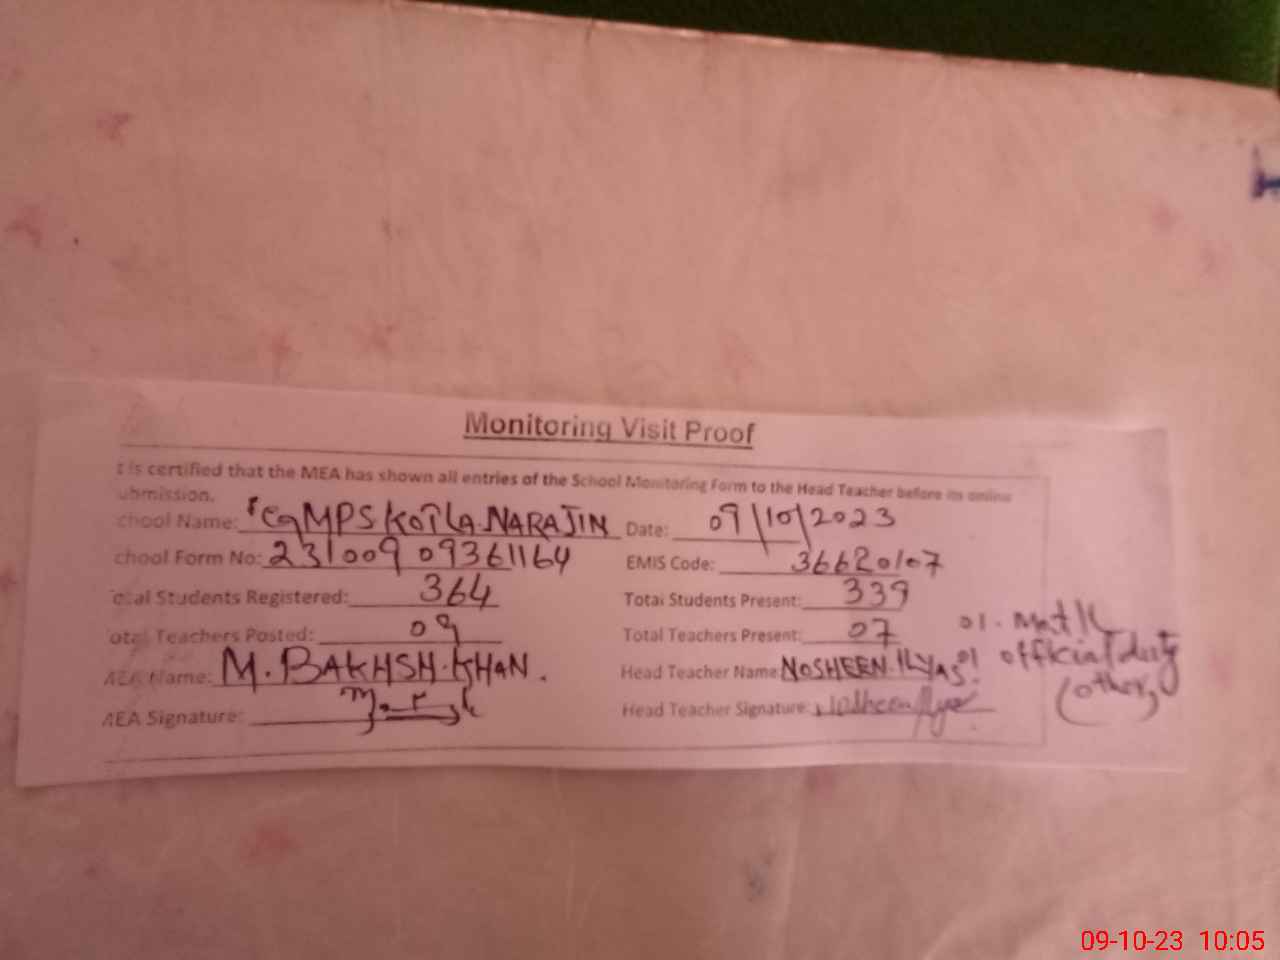 Monitoring Visit Proof
t is certified that the MEA has shown all entries of the School Monitoring Form to the Head Teacher before its online
ubmission.
chool Name: GMPS KOTLA NARAJIN Date: 09/10/2023
chool Form No: 231009 09361164 EMIS Code: 36620107
otal Students Registered: 364 Total Students Present: 339
otal Teachers Posted: 09 Total Teachers Present: 07 01.
AEA Name: M. BAKHSH KHAN. Head Teacher Name: NOSHEEN. ILYAS 01 official duty
(other)
AEA Signature: Head Teacher Signature:
09-10-23 10:05